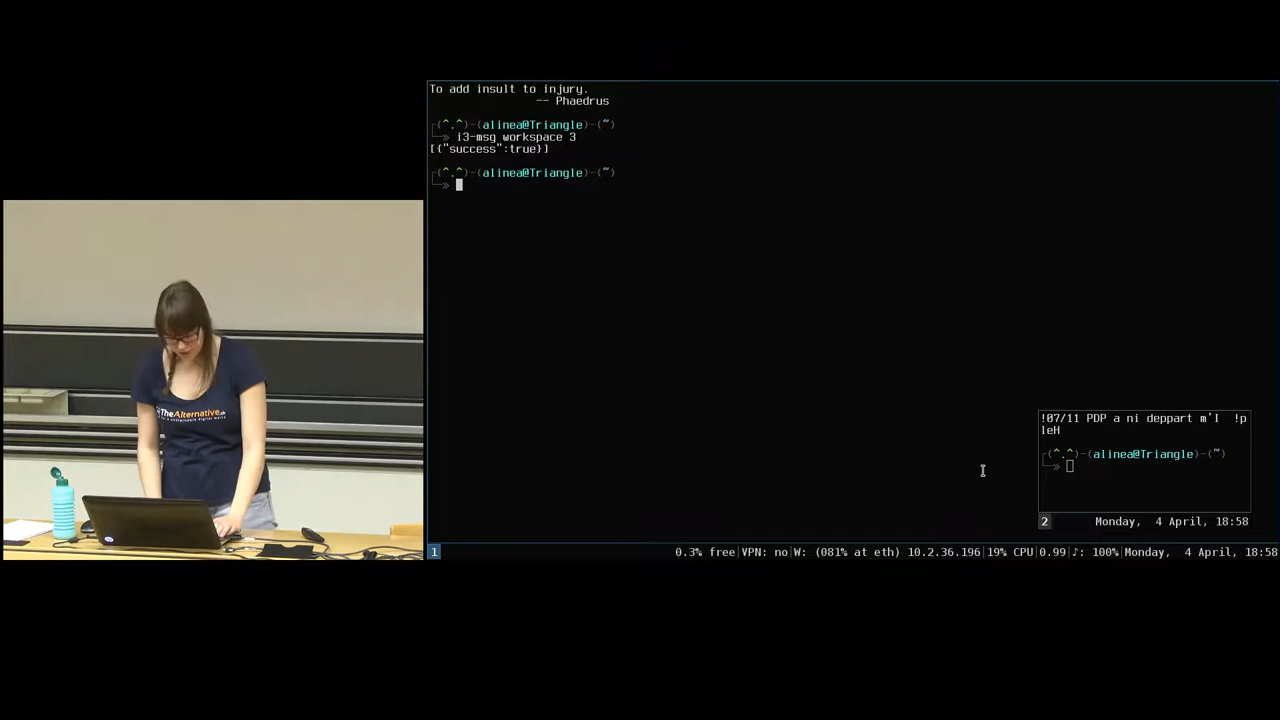 To add insult to injury.
-- Phaedrus
┌(^.^)-(alinea@Triangle)-(~)
└─» i3-msg workspace 3
[{"success":true}]
┌(^.^)-(alinea@Triangle)-(~)
└─»
!07/11 PDP a ni deppart m'I  !p
leH
┌(^.^)-(alinea@Triangle)-(~)
└─»
2 Monday,  4 April, 18:58
1 0.3% free|VPN: no|W: (081% at eth) 10.2.36.196|19% CPU|0.99|♪: 100%|Monday,  4 April, 18:58
TheAlternative.ch
hp